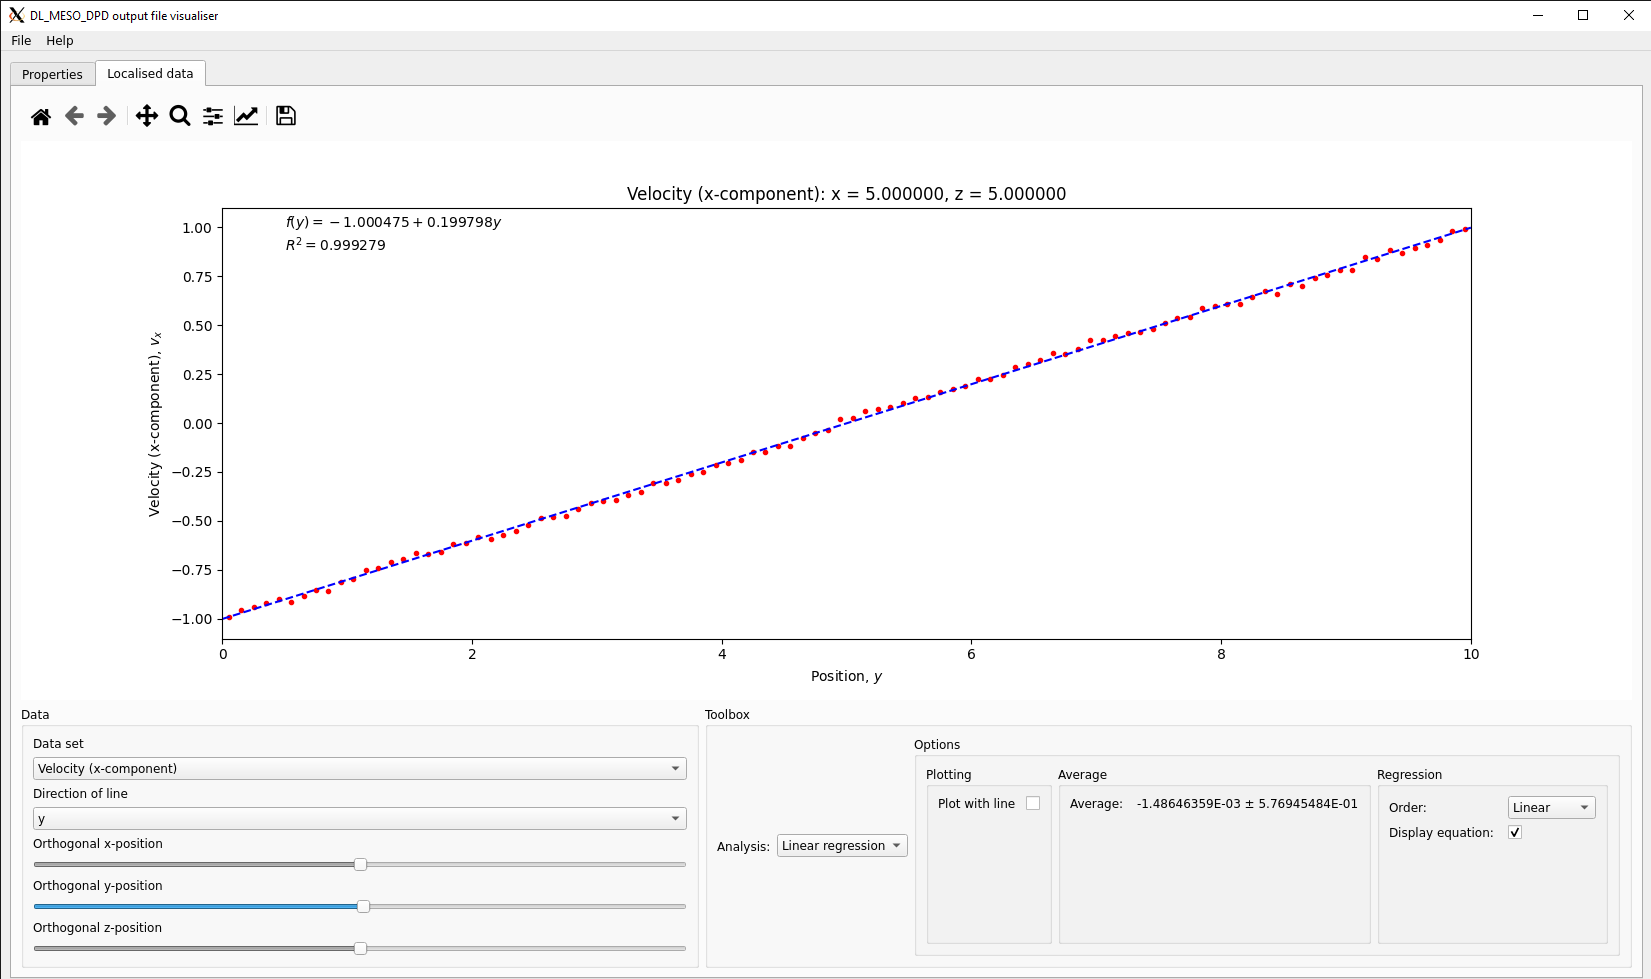 DL_MESO_DPD output file visualiser
File Help
Properties Localised data
Velocity (x-component): x = 5.000000, z = 5.000000
f(y) = −1.000475 + 0.199798y
R² = 0.999279
1.00
0.75
0.50
0.25
0.00
−0.25
−0.50
−0.75
−1.00
Velocity (x-component), vₓ
0 2 4 6 8 10
Position, y
Data
Data set
Velocity (x-component)
Direction of line
y
Orthogonal x-position
Orthogonal y-position
Orthogonal z-position
Toolbox
Analysis: Linear regression
Options
Plotting
Plot with line
Average
Average: -1.48646359E-03 ± 5.76945484E-01
Regression
Order: Linear
Display equation: